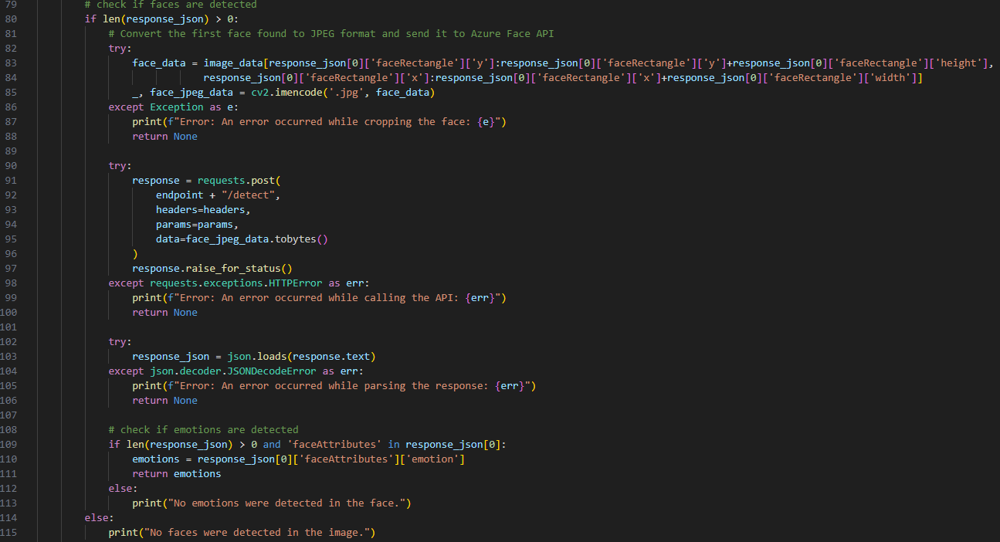 79 # check if faces are detected
80 if len(response_json) > 0:
81 # Convert the first face found to JPEG format and send it to Azure Face API
82 try:
83 face_data = image_data[response_json[0]['faceRectangle']['y']:response_json[0]['faceRectangle']['y']+response_json[0]['faceRectangle']['height'],
84 response_json[0]['faceRectangle']['x']:response_json[0]['faceRectangle']['x']+response_json[0]['faceRectangle']['width']]
85 _, face_jpeg_data = cv2.imencode('.jpg', face_data)
86 except Exception as e:
87 print(f"Error: An error occurred while cropping the face: {e}")
88 return None
89
90 try:
91 response = requests.post(
92 endpoint + "/detect",
93 headers=headers,
94 params=params,
95 data=face_jpeg_data.tobytes()
96 )
97 response.raise_for_status()
98 except requests.exceptions.HTTPError as err:
99 print(f"Error: An error occurred while calling the API: {err}")
100 return None
101
102 try:
103 response_json = json.loads(response.text)
104 except json.decoder.JSONDecodeError as err:
105 print(f"Error: An error occurred while parsing the response: {err}")
106 return None
107
108 # check if emotions are detected
109 if len(response_json) > 0 and 'faceAttributes' in response_json[0]:
110 emotions = response_json[0]['faceAttributes']['emotion']
111 return emotions
112 else:
113 print("No emotions were detected in the face.")
114 else:
115 print("No faces were detected in the image.")